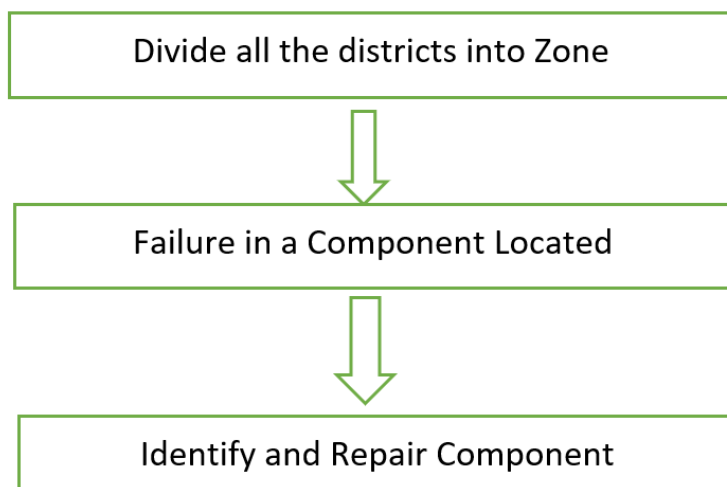 Divide all the districts into Zone
Failure in a Component Located
Identify and Repair Component